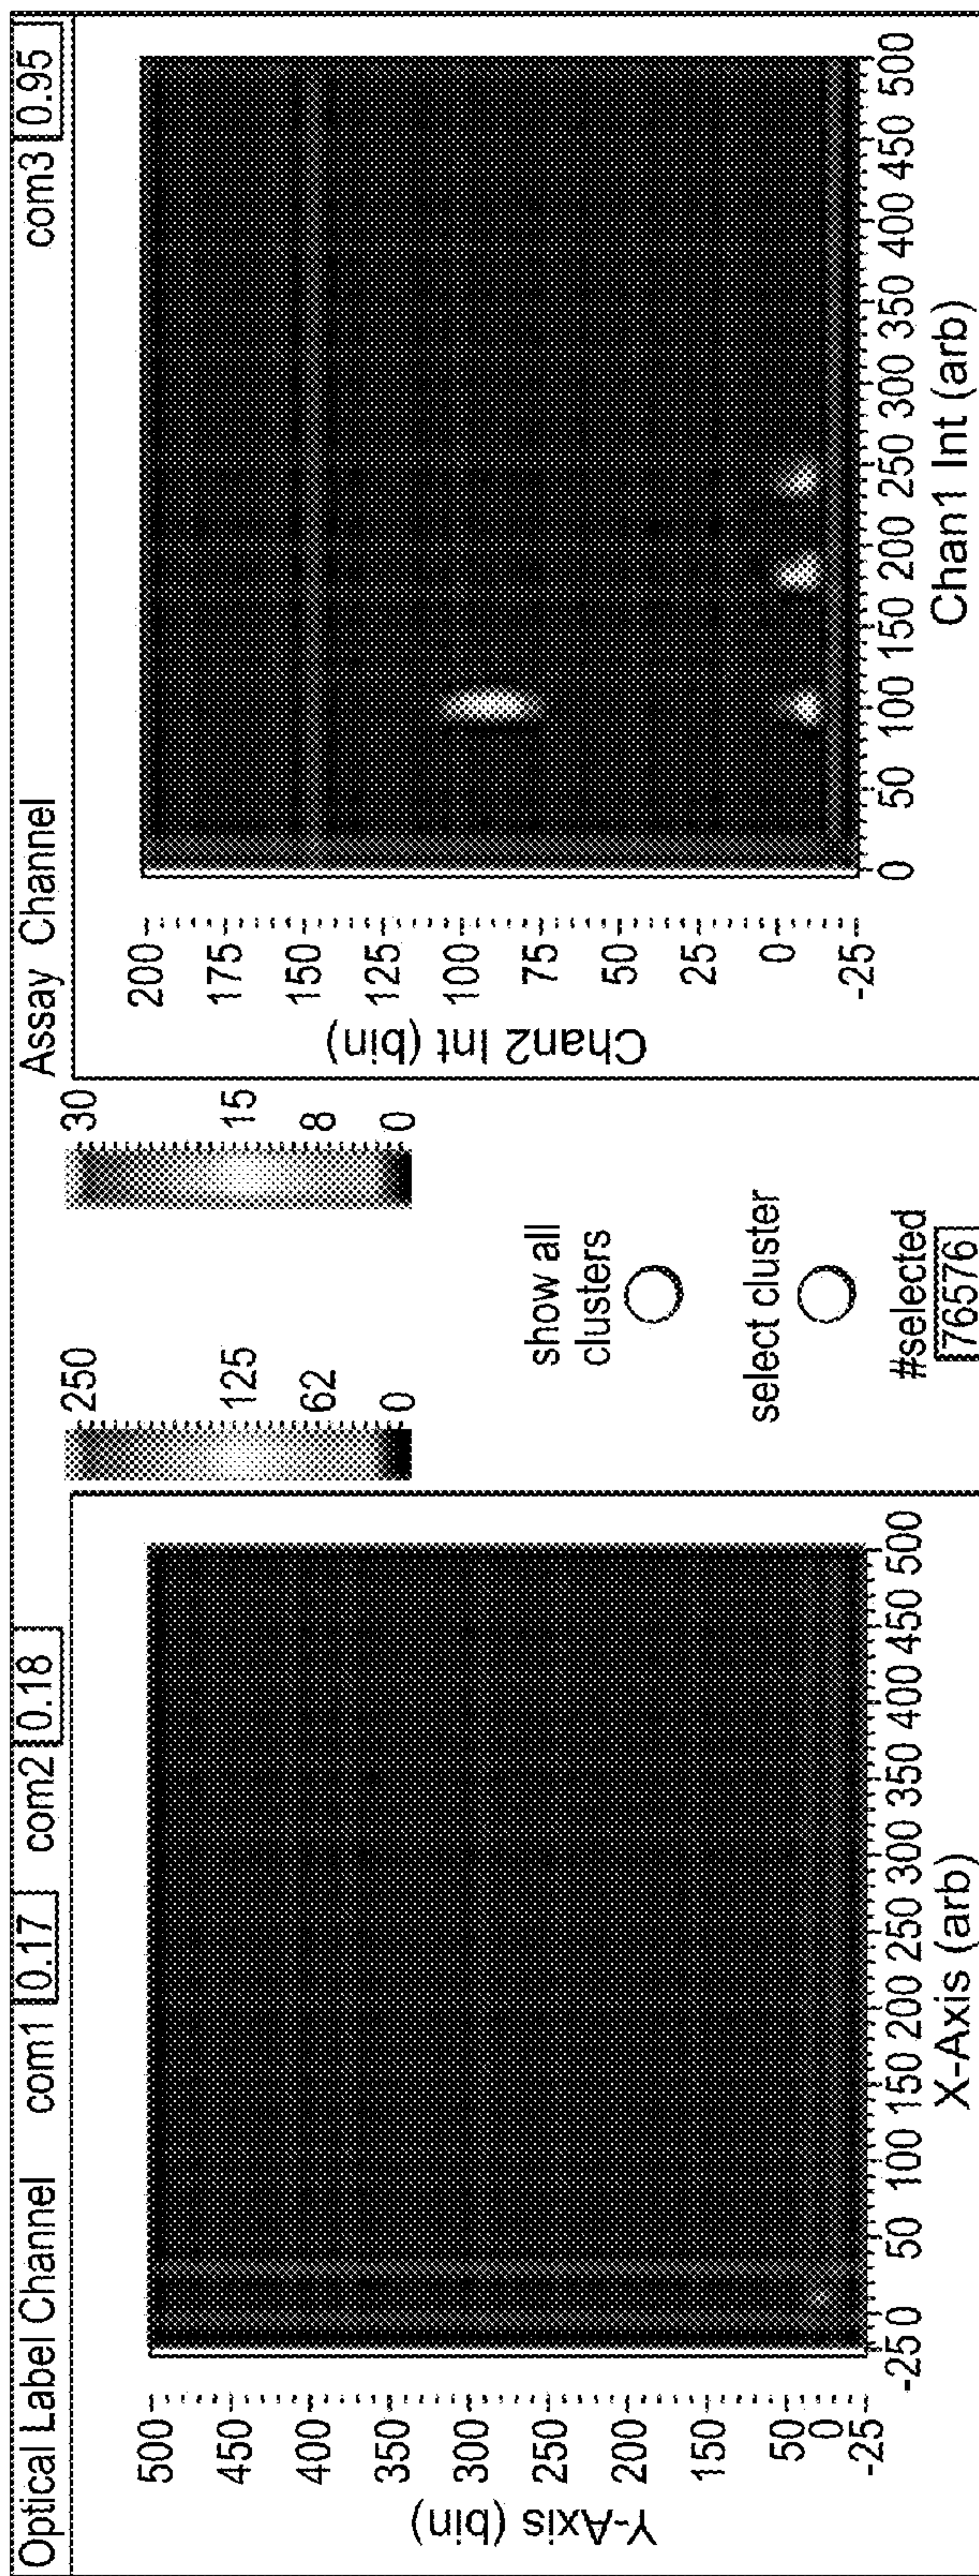 Optical Label Channel com1 0.17 com2 0.18
Y-Axis (bin)
500
450
400
350
300
250
200
150
50
0
-25
-25 0 50 100 150 200 250 300 350 400 450 500
X-Axis (arb)
250
125
62
0
30
15
8
0
show all
clusters
select cluster
#selected
76576
Assay Channel com3 0.95
Chan2 Int (bin)
200
175
150
125
100
75
50
25
0
-25
0 50 100 150 200 250 300 350 400 450 500
Chan1 Int (arb)